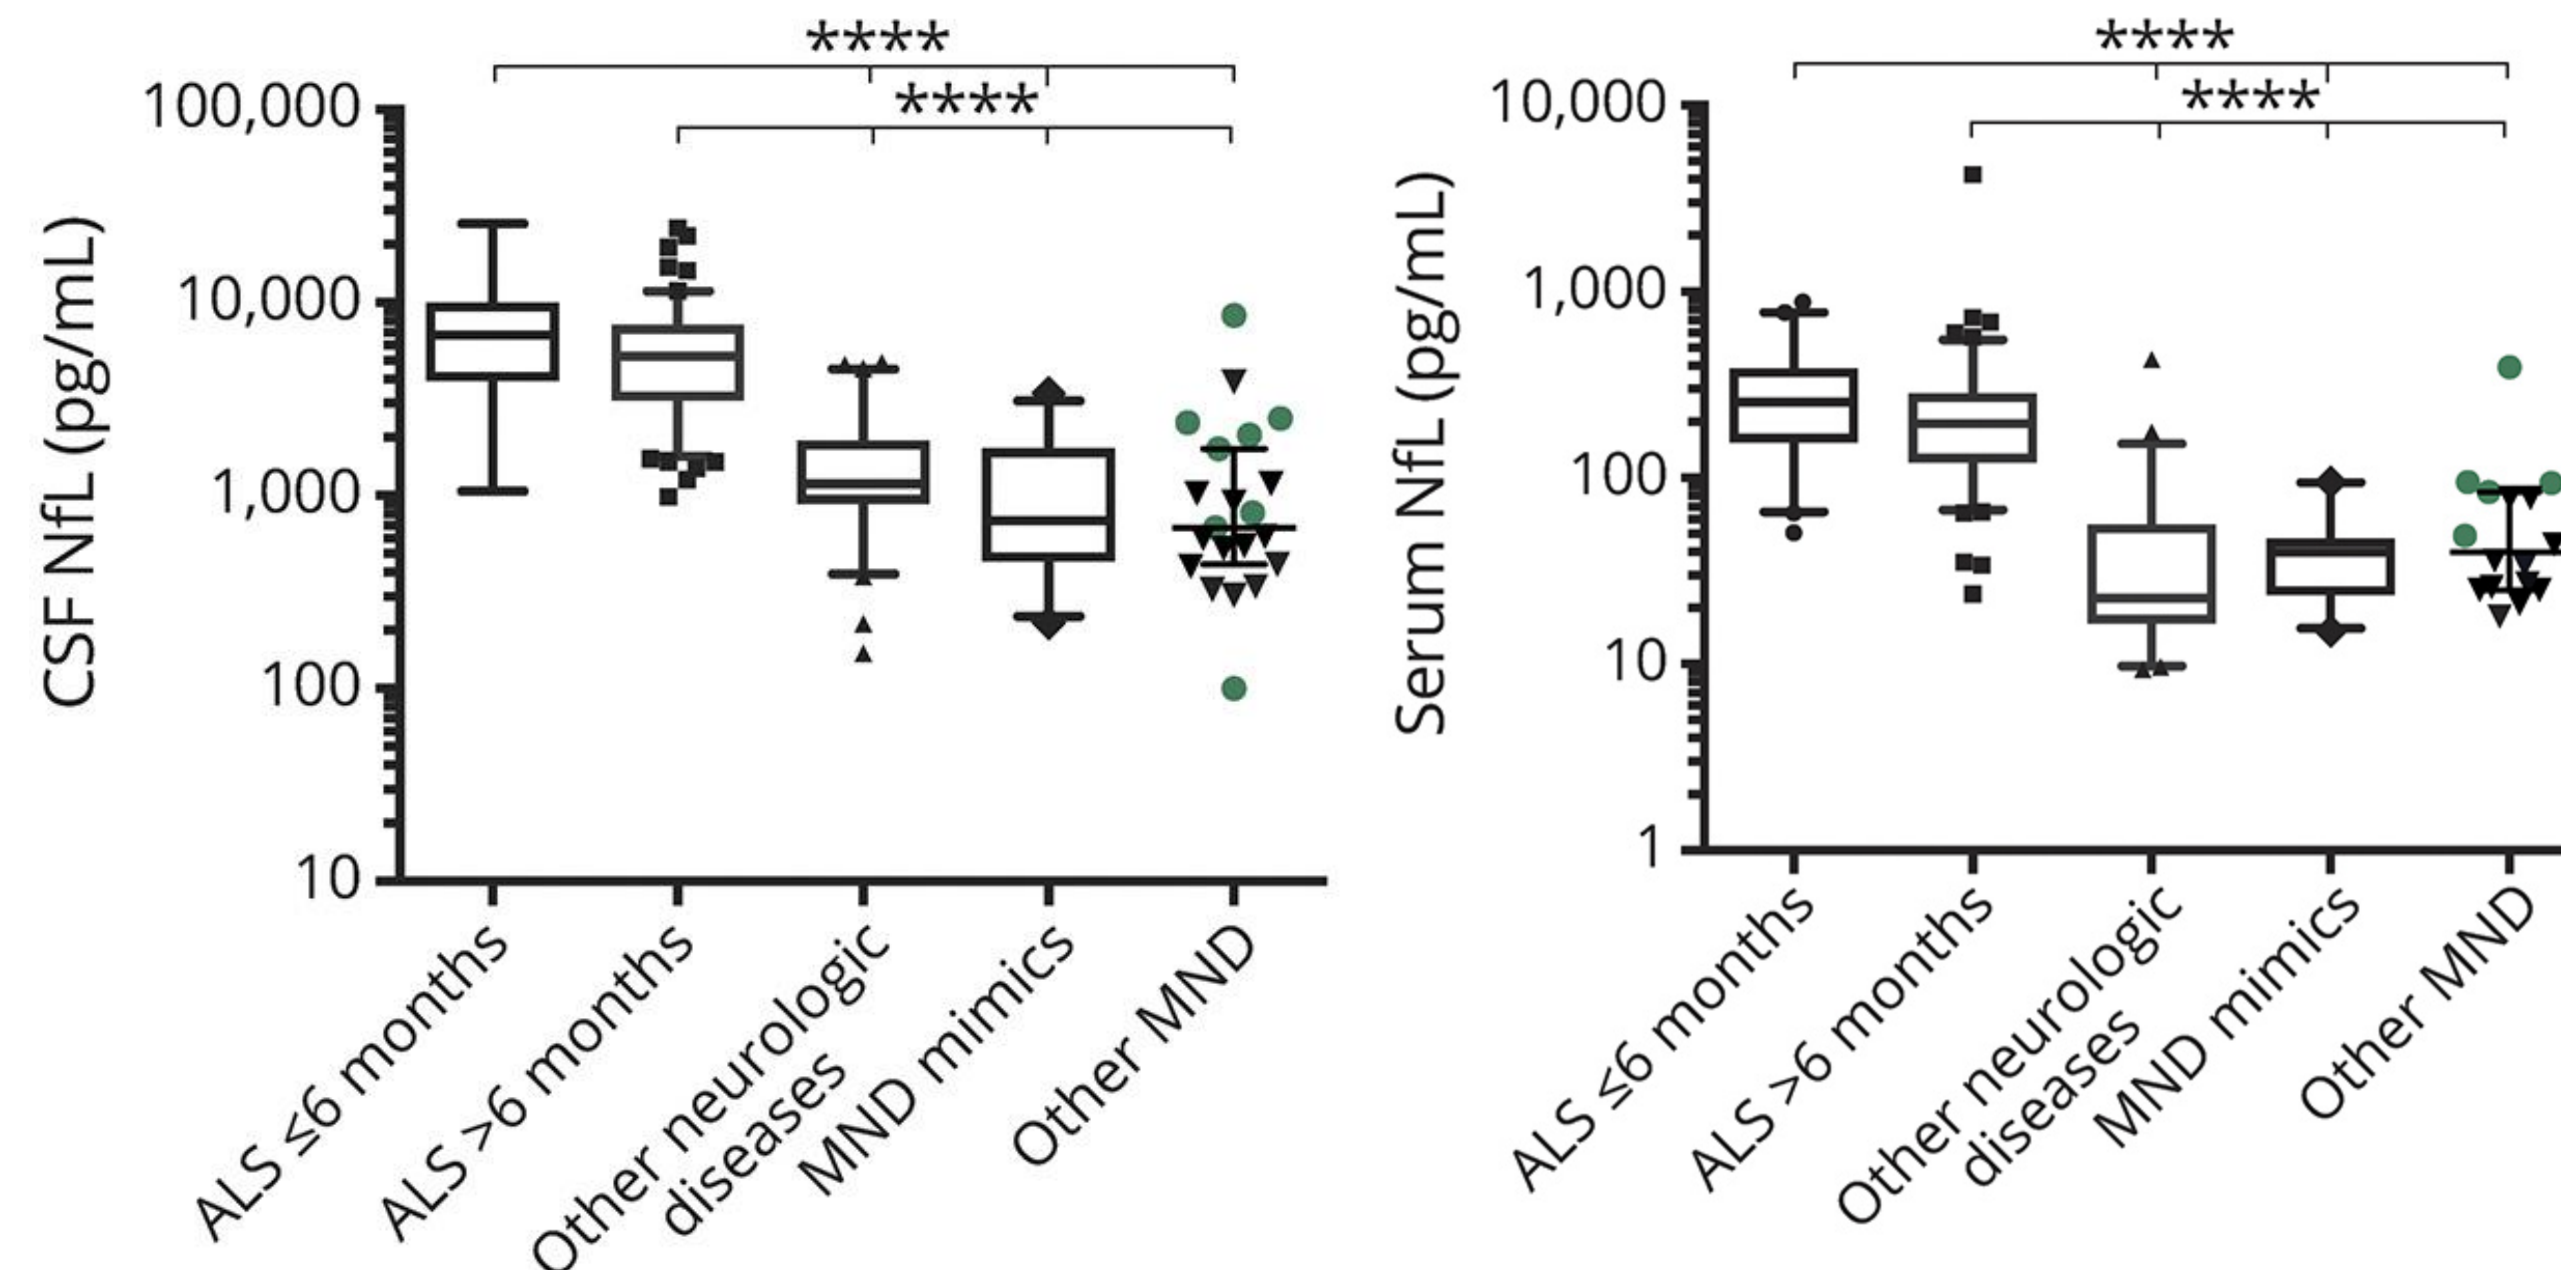 ****
****
100,000
10,000
1,000
100
10
CSF NfL (pg/mL)
ALS ≤6 months
ALS >6 months
Other neurologic
diseases
MND mimics
Other MND
****
****
10,000
1,000
100
10
1
Serum NfL (pg/mL)
ALS ≤6 months
ALS >6 months
Other neurologic
diseases
MND mimics
Other MND